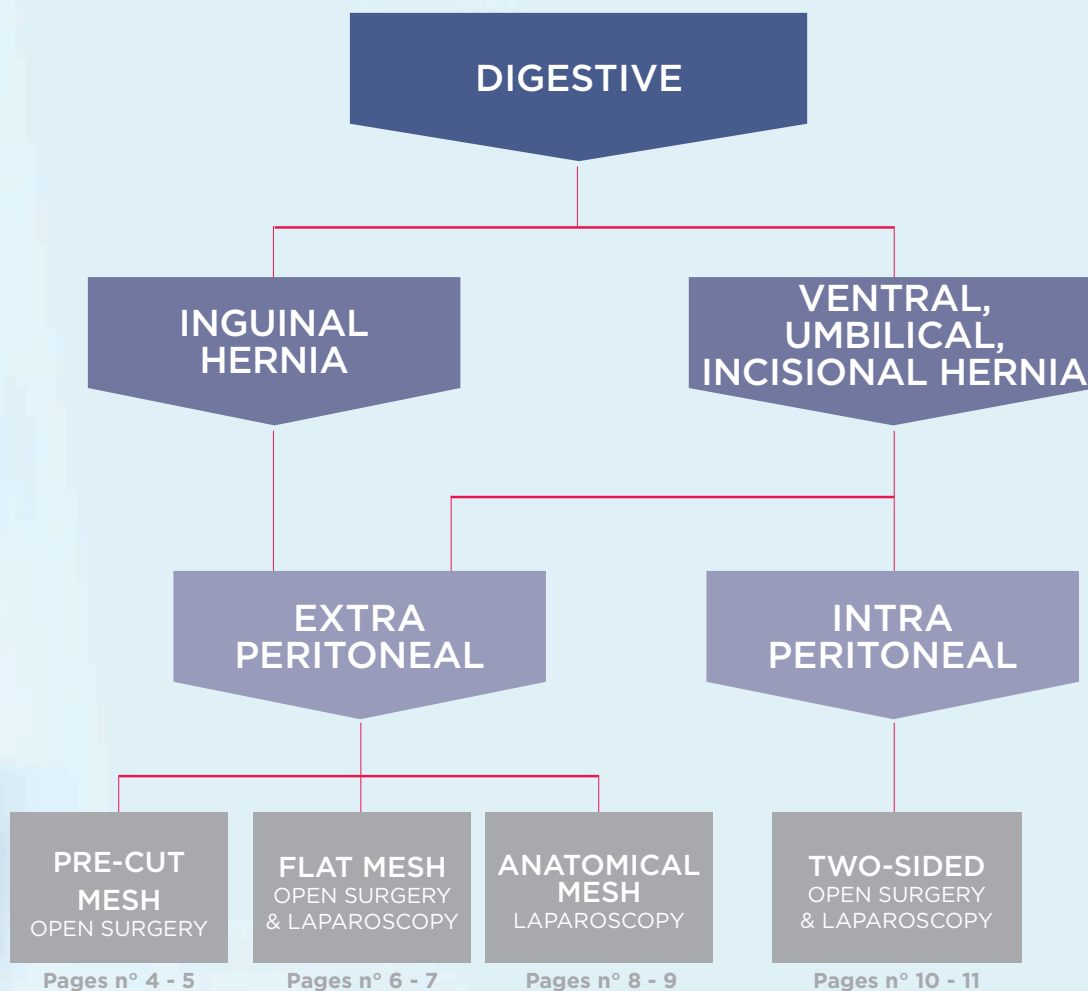 DIGESTIVE
INGUINAL
HERNIA
VENTRAL,
UMBILICAL,
INCISIONAL HERNIA
EXTRA
PERITONEAL
INTRA
PERITONEAL
PRE-CUT
MESH
OPEN SURGERY
Pages n° 4 - 5
FLAT MESH
OPEN SURGERY
& LAPAROSCOPY
Pages n° 6 - 7
ANATOMICAL
MESH
LAPAROSCOPY
Pages n° 8 - 9
TWO-SIDED
OPEN SURGERY
& LAPAROSCOPY
Pages n° 10 - 11